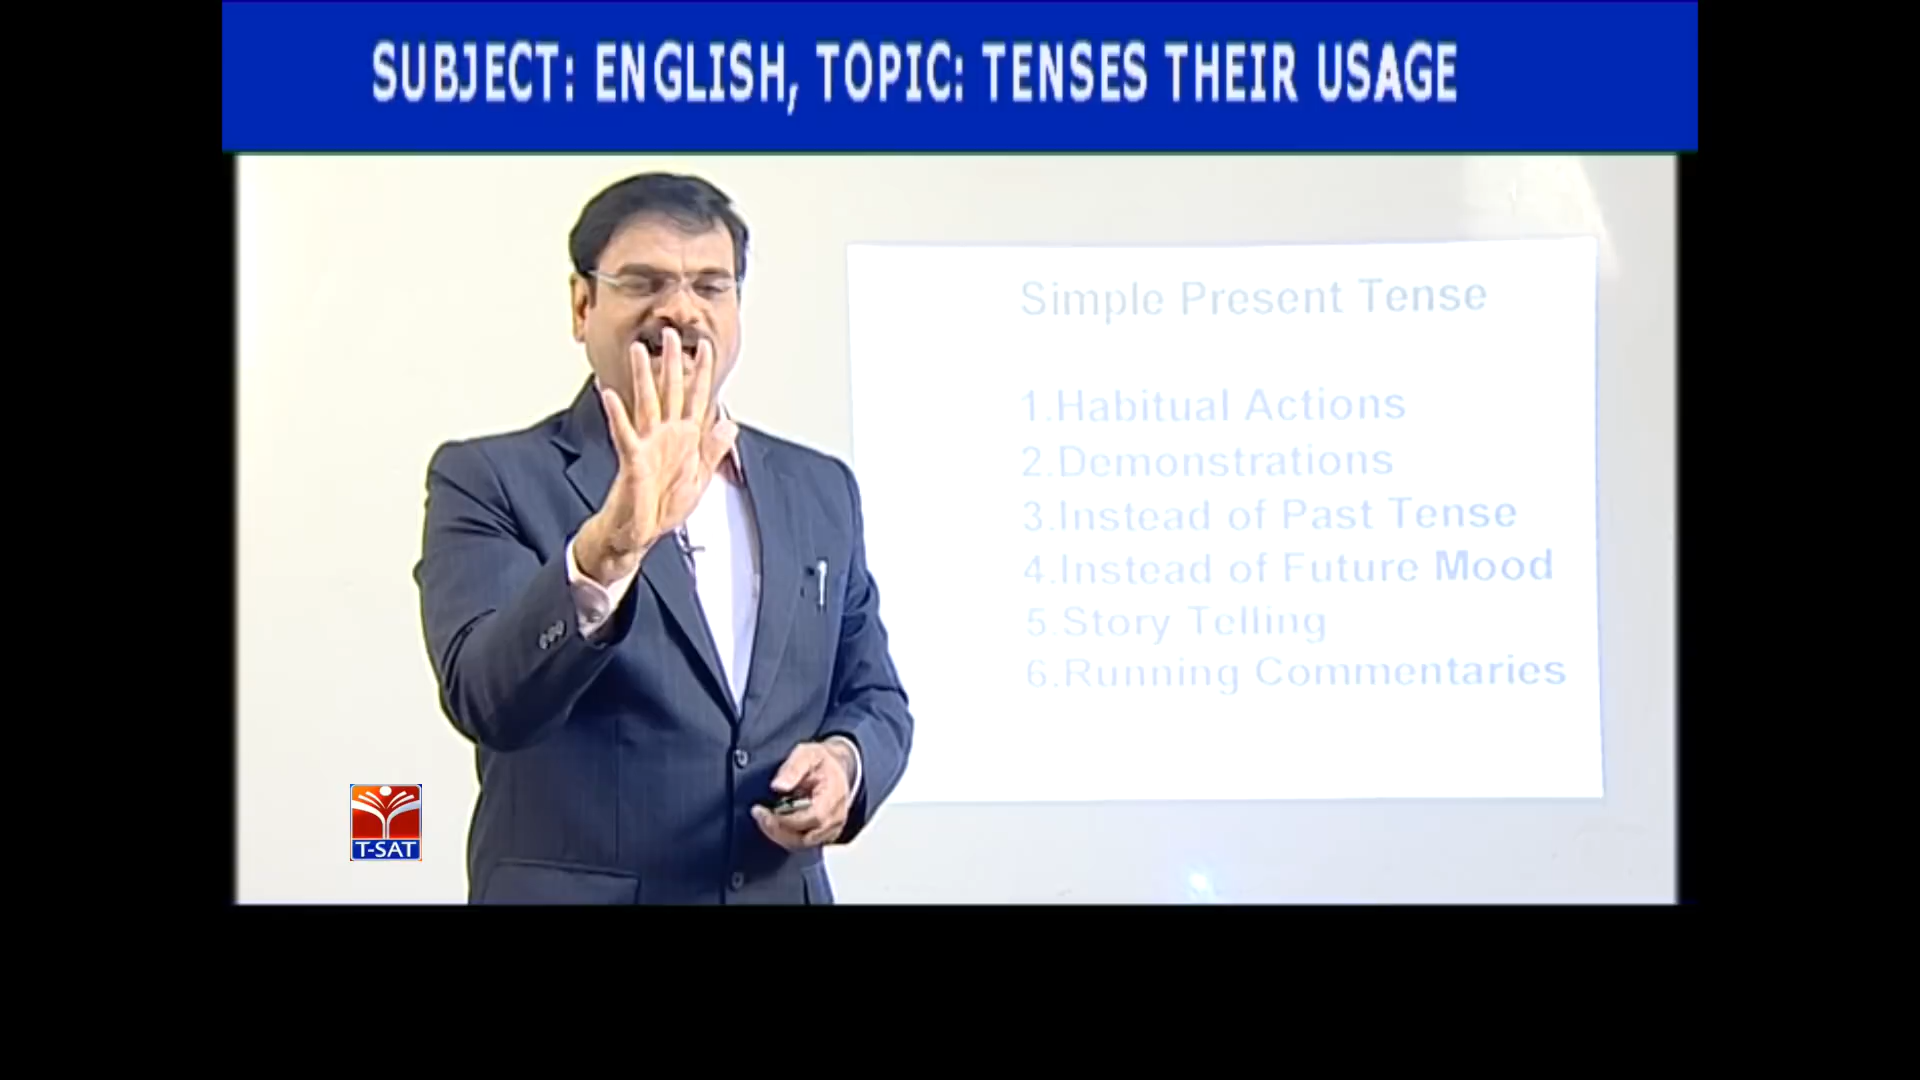 SUBJECT: ENGLISH, TOPIC: TENSES THEIR USAGE
Simple Present Tense
1.Habitual Actions
2.Demonstrations
3.Instead of Past Tense
4.Instead of Future Mood
5.Story Telling
6.Running Commentaries
T-SAT